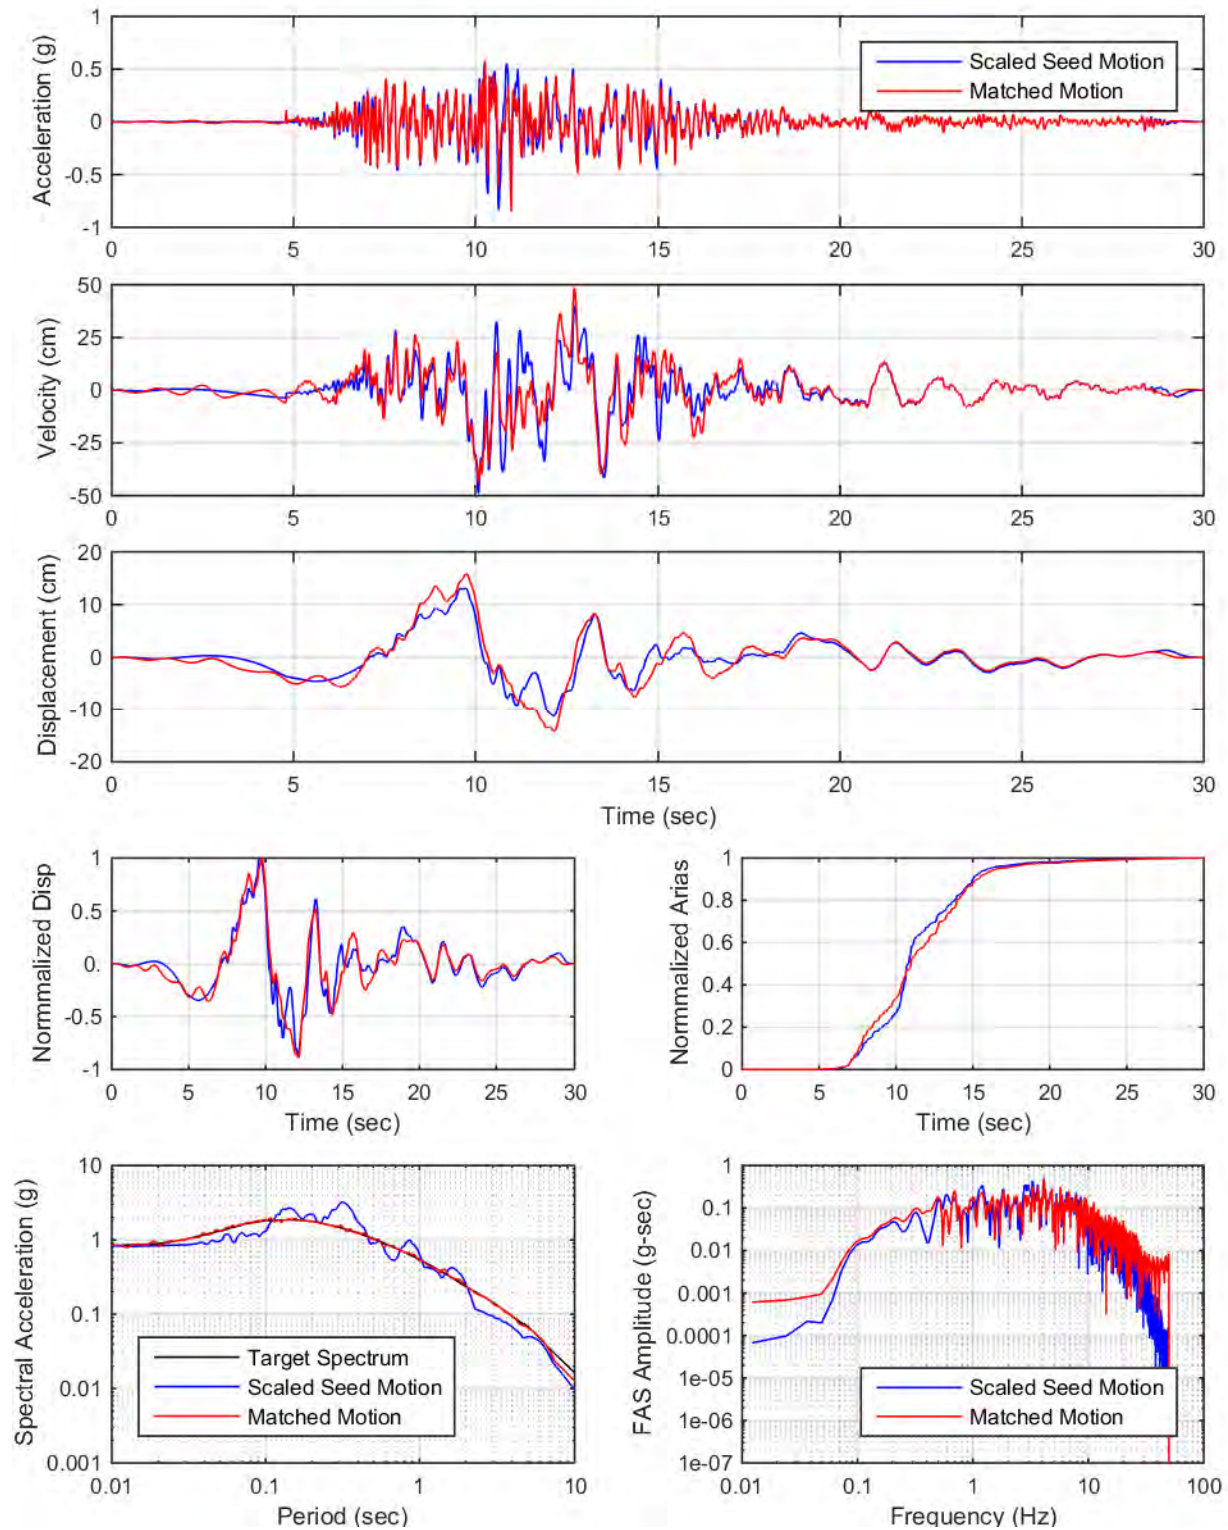 1
0.5
0
-0.5
-1
Acceleration (g)
Scaled Seed Motion
Matched Motion
0 5 10 15 20 25 30
50
25
0
-25
-50
Velocity (cm)
0 5 10 15 20 25 30
20
10
0
-10
-20
Displacement (cm)
0 5 10 15 20 25 30
Time (sec)
1
0.5
0.
-0.5
-1
Normmalized Disp
0 5 10 15 20 25 30
Time (sec)
1
0.8
0.6
0.4
0.2
0
Normmalized Arias
0 5 10 15 20 25 30
Time (sec)
10
1
0.1
0.01
0.001
Spectral Acceleration (g)
Target Spectrum
Scaled Seed Motion
Matched Motion
0.01 0.1 1 10
Period (sec)
1
0.1
0.01
0.001
0.0001
1e-05
1e-06
1e-07
FAS Amplitude (g-sec)
Scaled Seed Motion
Matched Motion
0.01 0.1 1 10 100
Frequency (Hz)